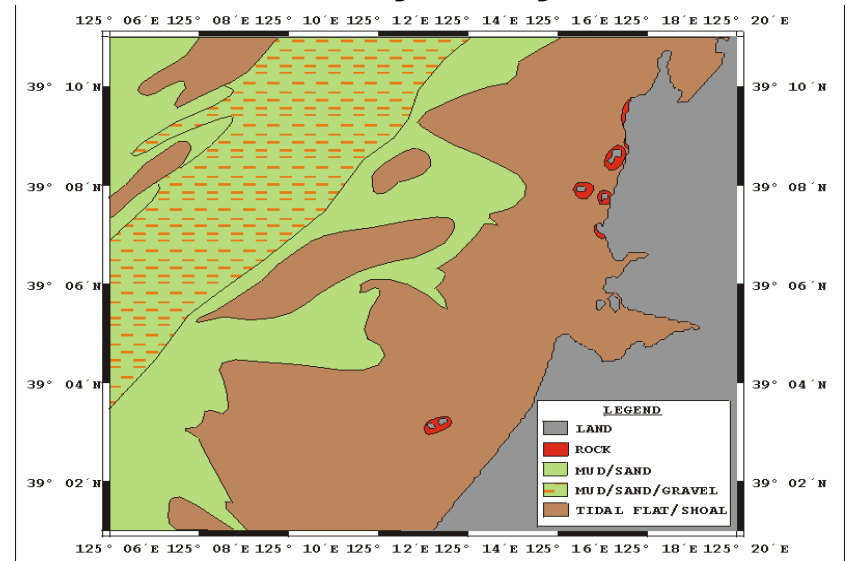 125° 06´E 125° 08´E 125° 10´E 125° 12´E 125° 14´E 125° 16´E 125° 18´E 125° 20´E
39° 10´N 39° 10´N
39° 08´N 39° 08´N
39° 06´N 39° 06´N
39° 04´N 39° 04´N
LEGEND
LAND
ROCK
MUD/SAND
39° 02´N 39° 02´N
MUD/SAND/GRAVEL
TIDAL FLAT/SHOAL
125° 06´E 125° 08´E 125° 10´E 125° 12´E 125° 14´E 125° 16´E 125° 18´E 125° 20´E